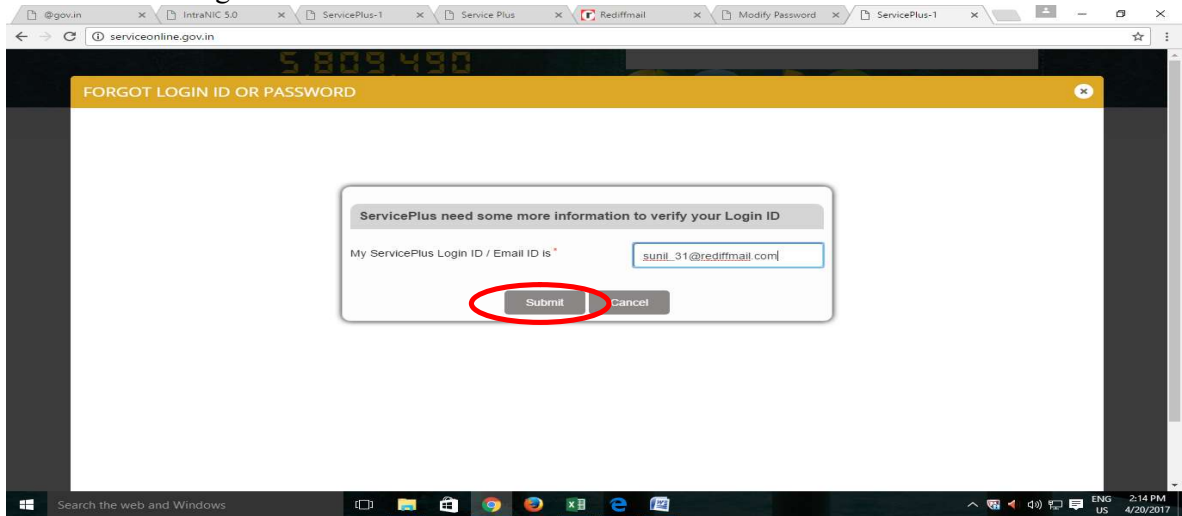 @gov.in
IntraNIC 5.0
ServicePlus-1
Service Plus
Rediffmail
Modify Password
ServicePlus-1
serviceonline.gov.in
5,809,490
FORGOT LOGIN ID OR PASSWORD
ServicePlus need some more information to verify your Login ID
My ServicePlus Login ID / Email ID is *
sunil_31@rediffmail.com
Submit
Cancel
Search the web and Windows
ENG 2:14 PM
US 4/20/2017